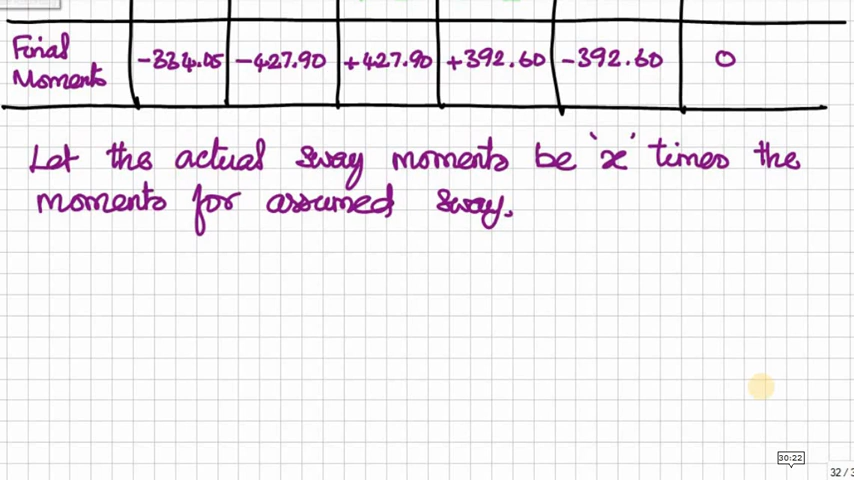 Final
Moments
-334.05 -427.90 +427.90 +392.60 -392.60 0
Let the actual sway moments be 'x' times the
moments for assumed sway.
30:22
32 / 3